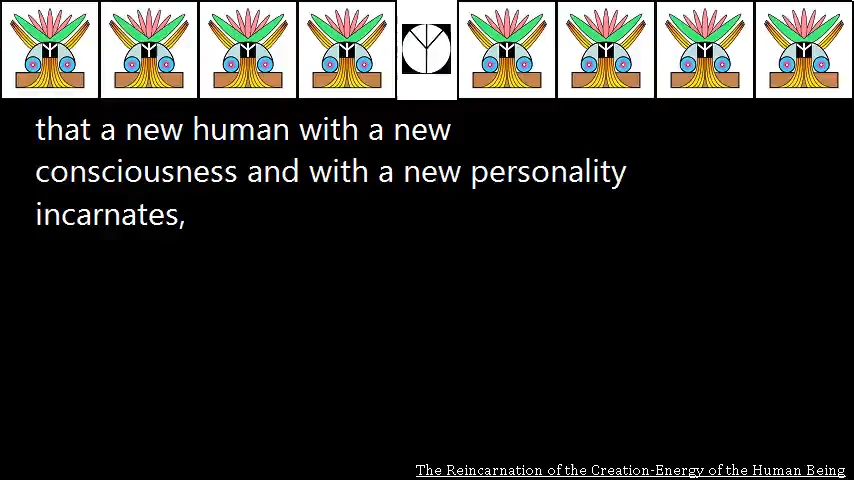 that a new human with a new
consciousness and with a new personality
incarnates,
The Reincarnation of the Creation-Energy of the Human Being